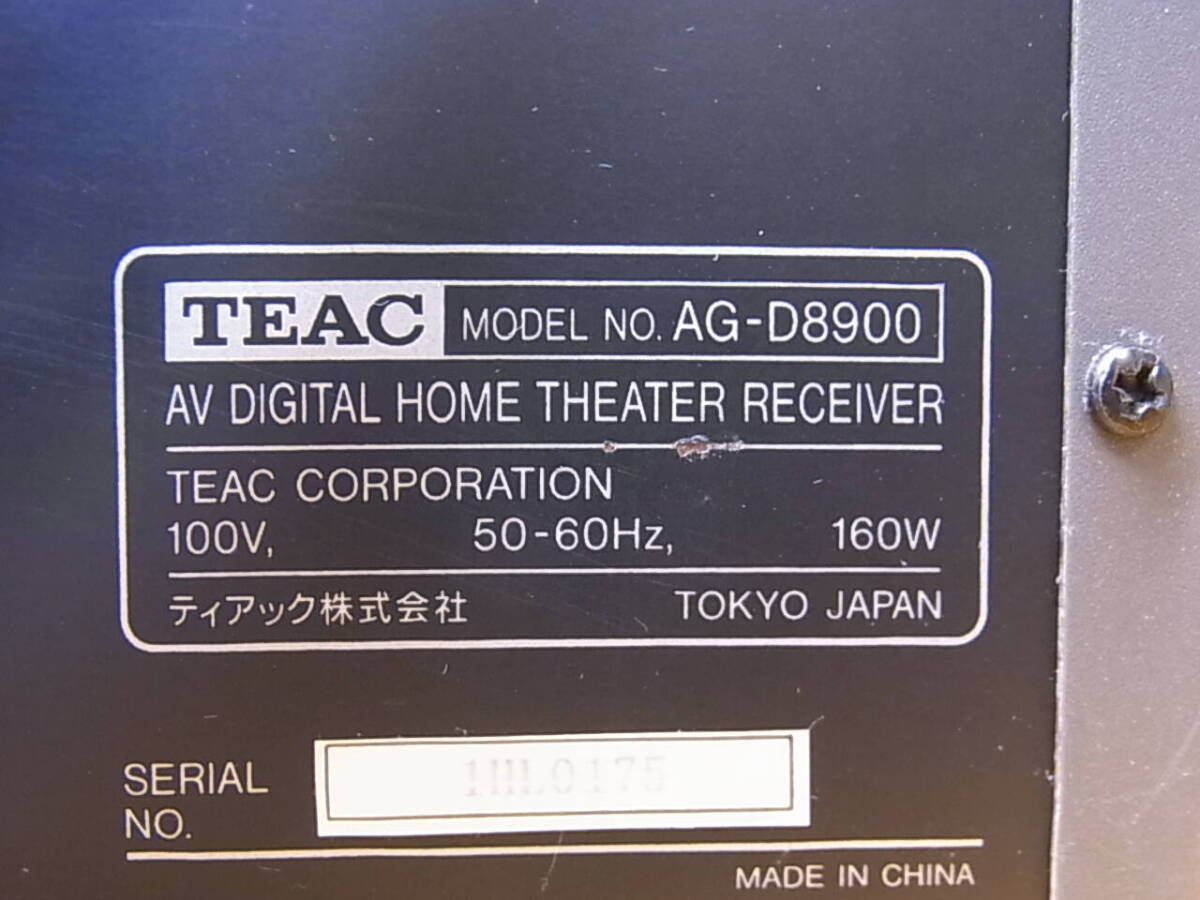 TEAC MODEL NO. AG-D8900
AV DIGITAL HOME THEATER RECEIVER
TEAC CORPORATION
100V, 50-60Hz, 160W
ティアック株式会社 TOKYO JAPAN
SERIAL NO.
MADE IN CHINA